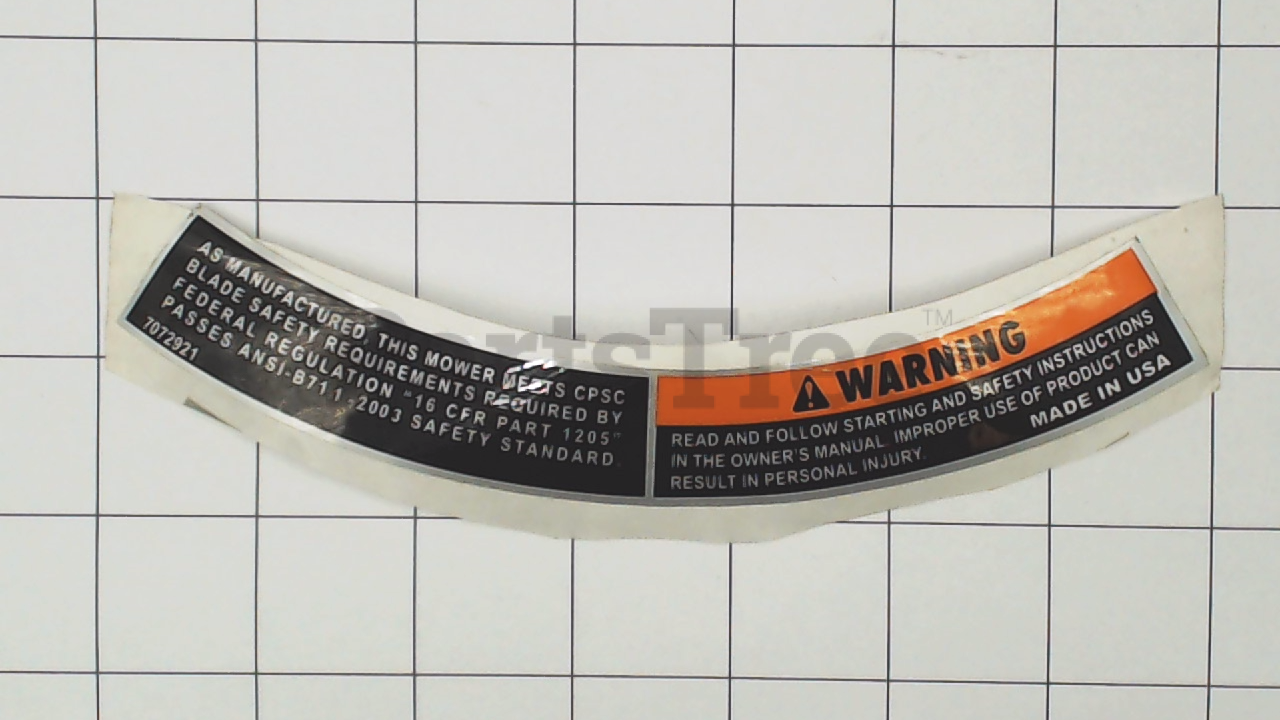 AS MANUFACTURED, THIS MOWER MEETS CPSC
BLADE SAFETY REQUIREMENTS REQUIRED BY
FEDERAL REGULATION "16 CFR PART 1205"
PASSES ANSI-B71.1 -2003 SAFETY STANDARD.
7072921
WARNING
READ AND FOLLOW STARTING AND SAFETY INSTRUCTIONS
IN THE OWNER'S MANUAL. IMPROPER USE OF PRODUCT CAN
RESULT IN PERSONAL INJURY.
MADE IN USA
PartsTree™